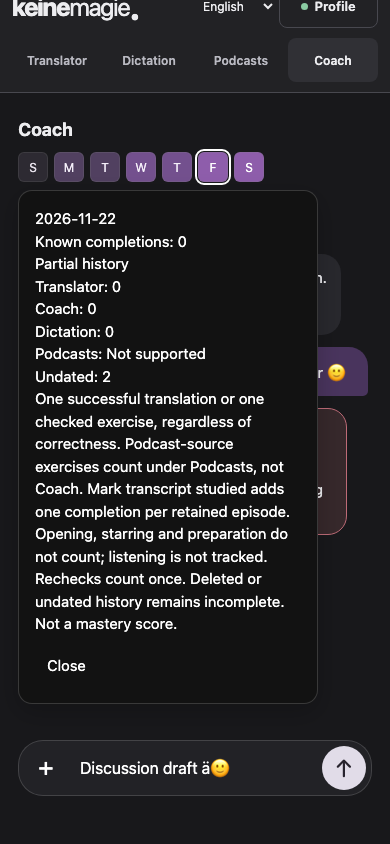 keinemagie.
English
Profile
Translator
Dictation
Podcasts
Coach
Coach
S M T W T F S
2026-11-22
Known completions: 0
Partial history
Translator: 0
Coach: 0
Dictation: 0
Podcasts: Not supported
Undated: 2
One successful translation or one
checked exercise, regardless of
correctness. Podcast-source
exercises count under Podcasts, not
Coach. Mark transcript studied adds
one completion per retained episode.
Opening, starring and preparation do
not count; listening is not tracked.
Rechecks count once. Deleted or
undated history remains incomplete.
Not a mastery score.
Close
Discussion draft ä🙂